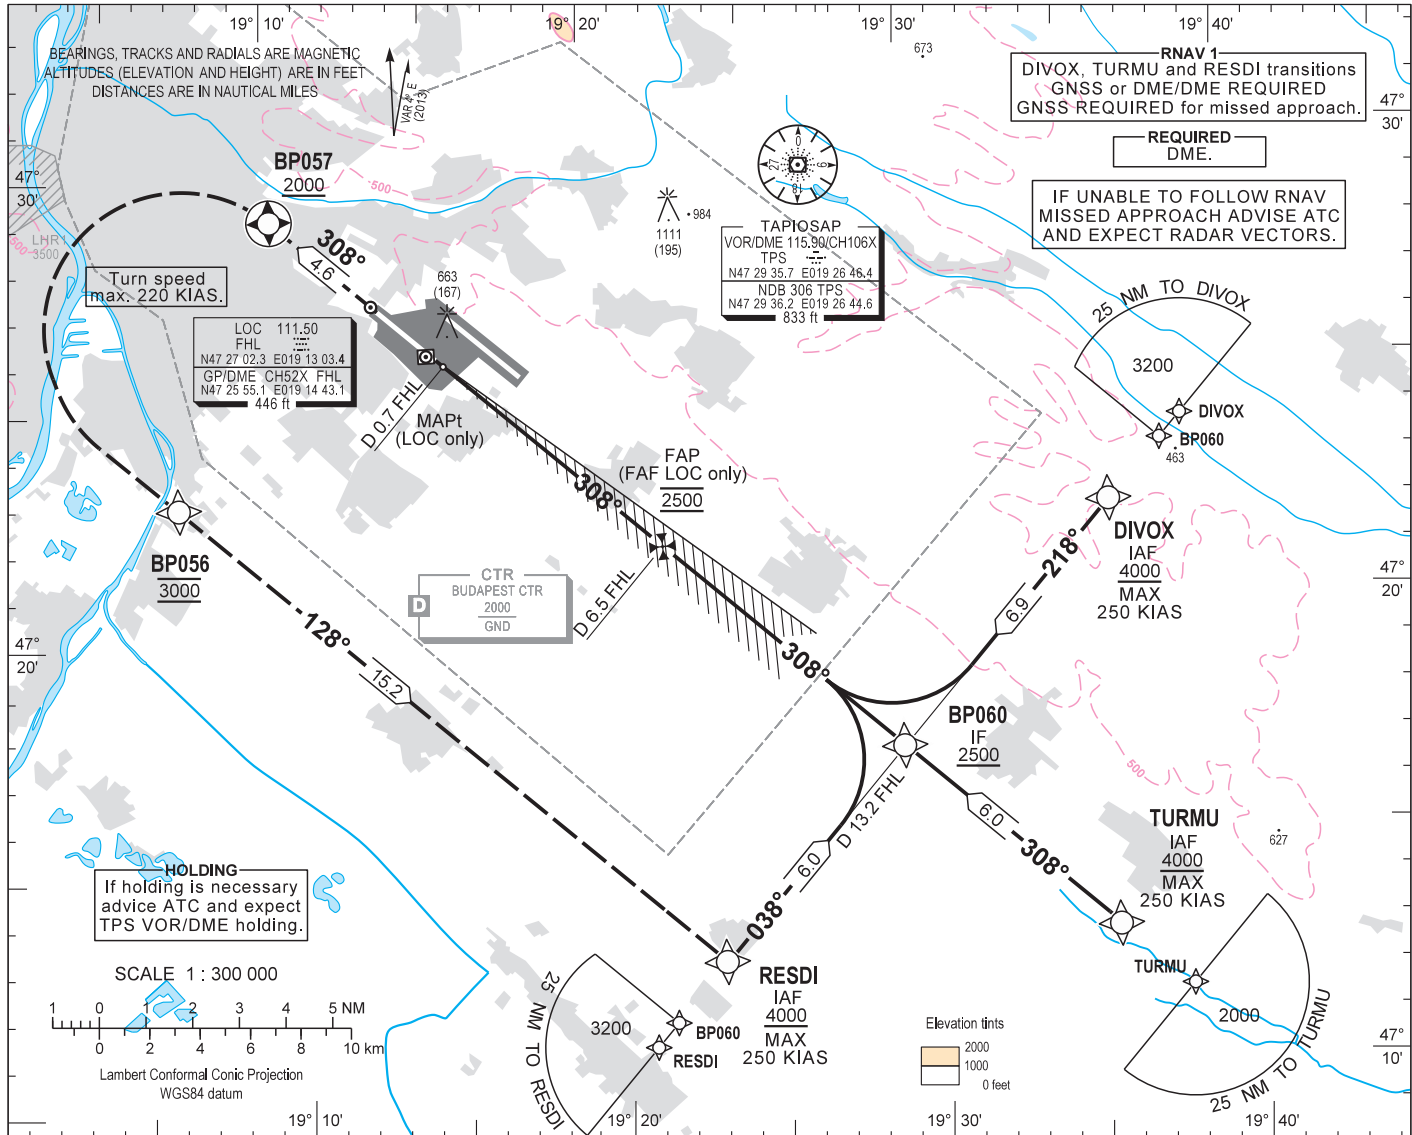 19° 10'
19° 20'
19° 30'
19° 40'
BEARINGS, TRACKS AND RADIALS ARE MAGNETIC
ALTITUDES (ELEVATION AND HEIGHT) ARE IN FEET
DISTANCES ARE IN NAUTICAL MILES
VAR 4° E
(2013)
673
RNAV 1
DIVOX, TURMU and RESDI transitions
GNSS or DME/DME REQUIRED
GNSS REQUIRED for missed approach.
47°
30'
REQUIRED
DME.
IF UNABLE TO FOLLOW RNAV
MISSED APPROACH ADVISE ATC
AND EXPECT RADAR VECTORS.
BP057
2000
47°
30'
500
500
LHR1
3500
0
9
18
27
984
1111
(195)
TAPIOSAP
VOR/DME 115.90/CH106X
TPS
N47 29 35.7 E019 26 46.4
NDB 306 TPS
N47 29 36.2 E019 26 44.6
833 ft
308°
4.6
Turn speed
max. 220 KIAS.
663
(167)
LOC 111.50
FHL
N47 27 02.3 E019 13 03.4
GP/DME CH52X FHL
N47 25 55.1 E019 14 43.1
446 ft
25 NM TO DIVOX
3200
DIVOX
BP060
463
D 0.7 FHL
MAPt
(LOC only)
FAP
(FAF LOC only)
2500
308°
DIVOX
IAF
4000
MAX
250 KIAS
218°
6.9
BP056
3000
CTR
BUDAPEST CTR
2000
GND
D
D 6.5 FHL
47°
20'
47°
20'
128°
15.2
308°
BP060
IF
2500
D 13.2 FHL
6.0
500
TURMU
IAF
4000
MAX
250 KIAS
627
308°
6.0
038°
HOLDING
If holding is necessary
advice ATC and expect
TPS VOR/DME holding.
RESDI
IAF
4000
MAX
250 KIAS
SCALE 1 : 300 000
1 0 1 2 3 4 5 NM
0 2 4 6 8 10 km
Lambert Conformal Conic Projection
WGS84 datum
3200
BP060
RESDI
25 NM TO RESDI
TURMU
2000
25 NM TO TURMU
Elevation tints
2000
1000
0 feet
47°
10'
19° 10'
19° 20'
19° 30'
19° 40'